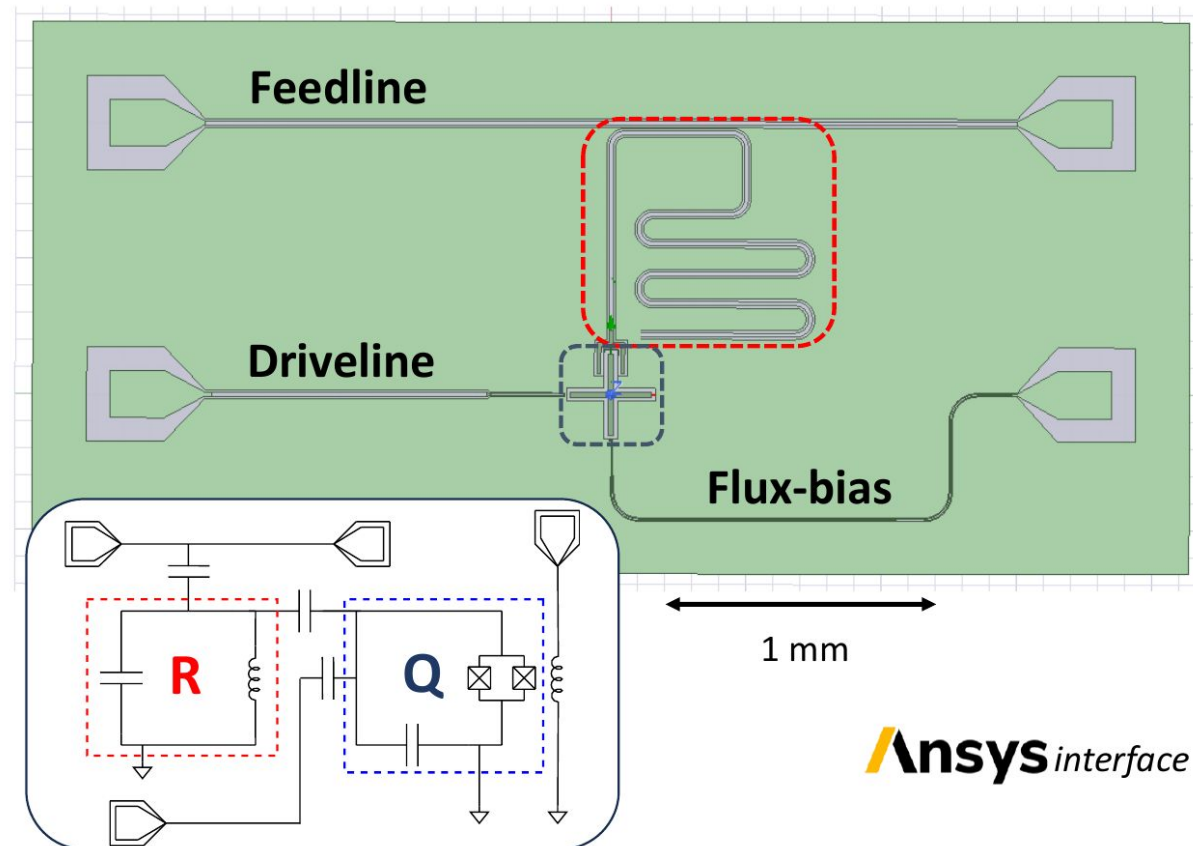 Feedline
Driveline
Z
Flux-bias
R
Q
1 mm
Ansys interface